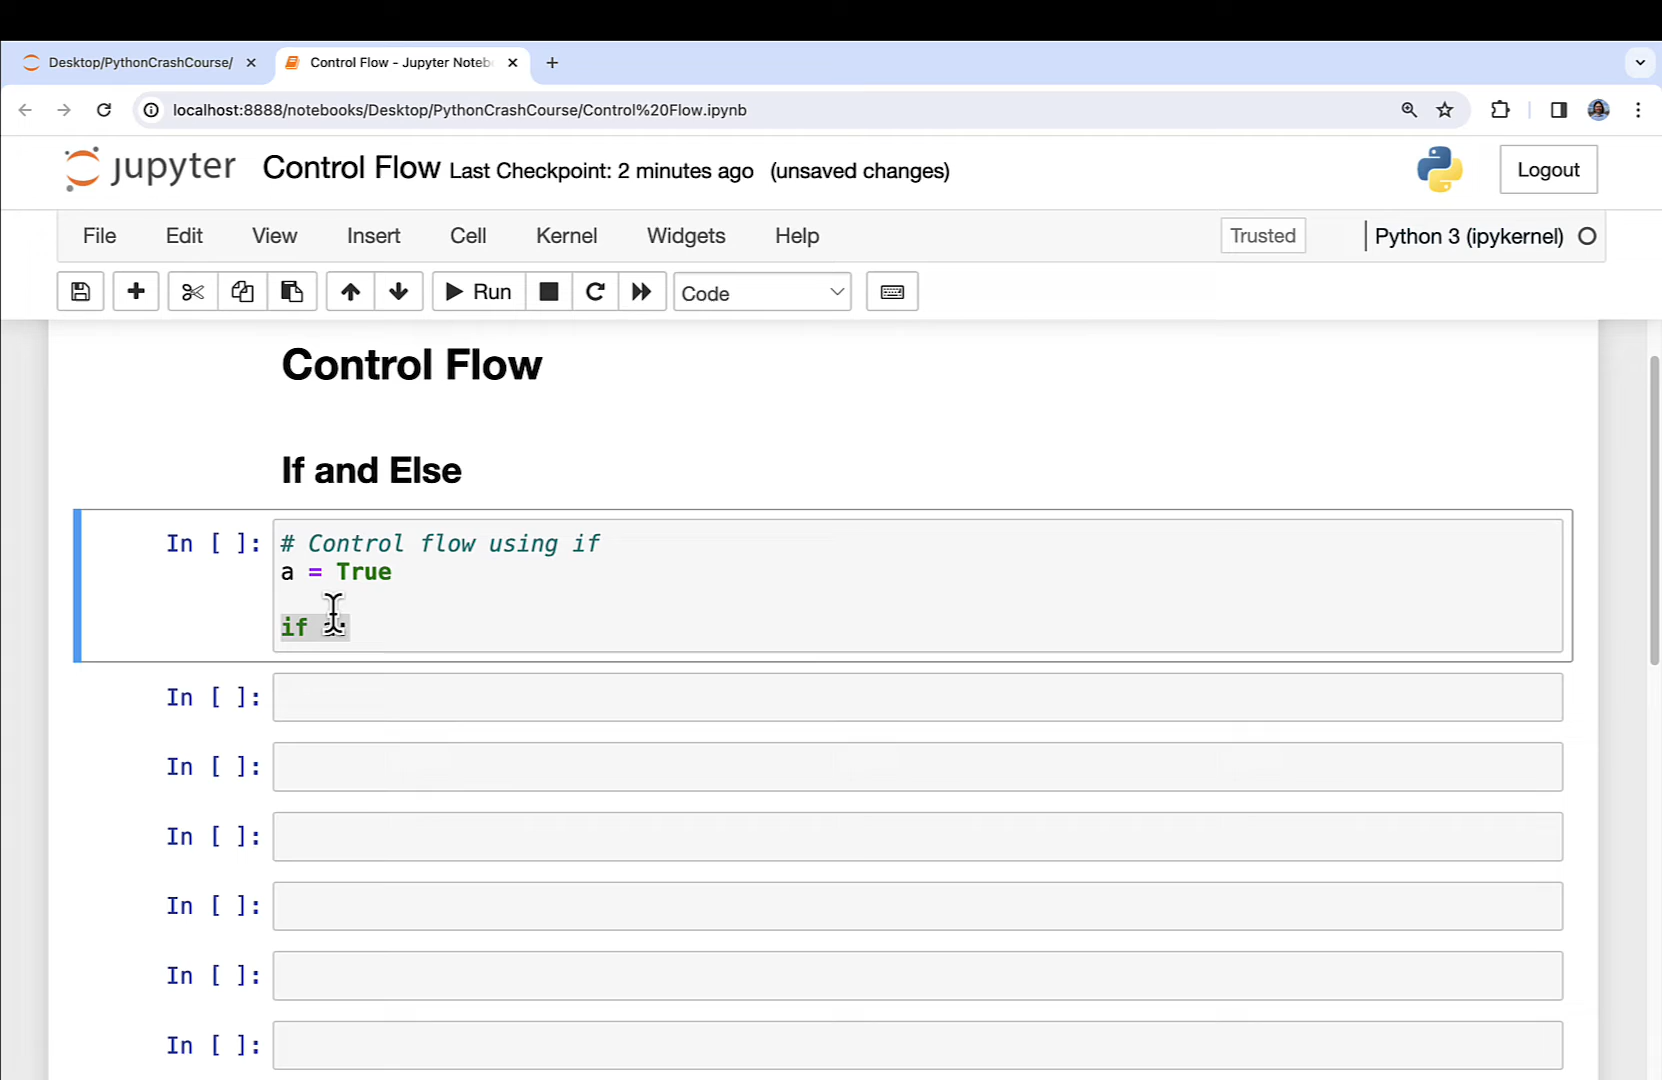 Desktop/PythonCrashCourse/
Control Flow - Jupyter Noteb
localhost:8888/notebooks/Desktop/PythonCrashCourse/Control%20Flow.ipynb
jupyter Control Flow Last Checkpoint: 2 minutes ago (unsaved changes)
Logout
File Edit View Insert Cell Kernel Widgets Help
Trusted
Python 3 (ipykernel)
Run
Code
Control Flow
If and Else
In [ ]: # Control flow using if
a = True
if
In [ ]:
In [ ]:
In [ ]:
In [ ]:
In [ ]:
In [ ]: